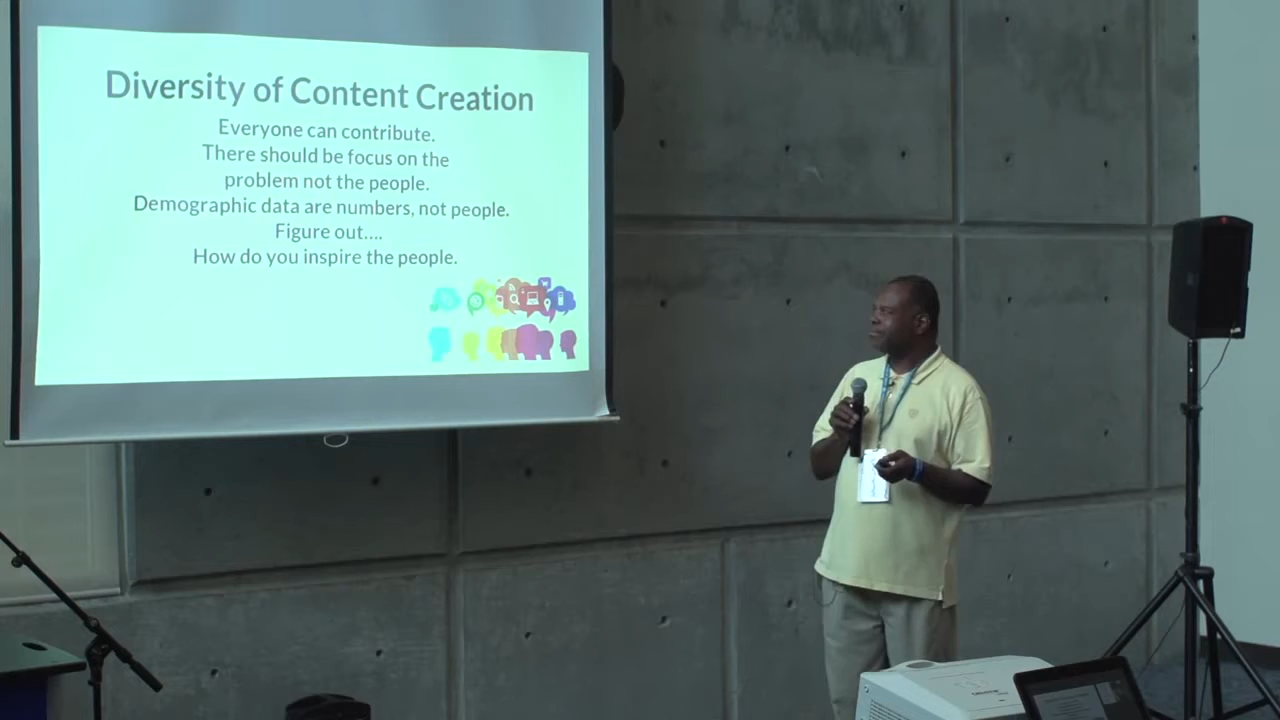 Diversity of Content Creation
Everyone can contribute.
There should be focus on the
problem not the people.
Demographic data are numbers, not people.
Figure out....
How do you inspire the people.